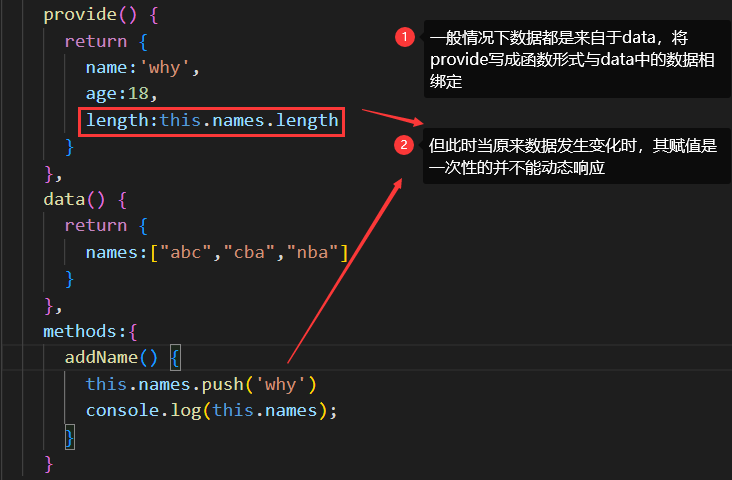 provide() {
return {
name:'why',
age:18,
length:this.names.length
}
},
data() {
return {
names:["abc","cba","nba"]
}
},
methods:{
addName() {
this.names.push('why')
console.log(this.names);
}
}
1
一般情况下数据都是来自于data，将
provide写成函数形式与data中的数据相
绑定
2
但此时当原来数据发生变化时，其赋值是
一次性的并不能动态响应